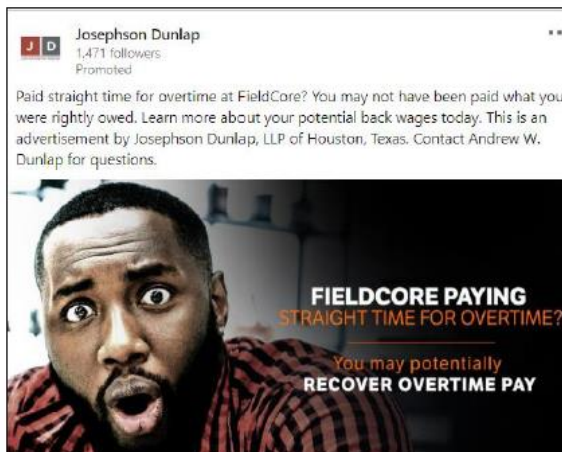 J D
Josephson Dunlap
1,471 followers
Promoted
Paid straight time for overtime at FieldCore? You may not have been paid what you
were rightly owed. Learn more about your potential back wages today. This is an
advertisement by Josephson Dunlap, LLP of Houston, Texas. Contact Andrew W.
Dunlap for questions.
FIELDCORE PAYING
STRAIGHT TIME FOR OVERTIME?
You may potentially
RECOVER OVERTIME PAY